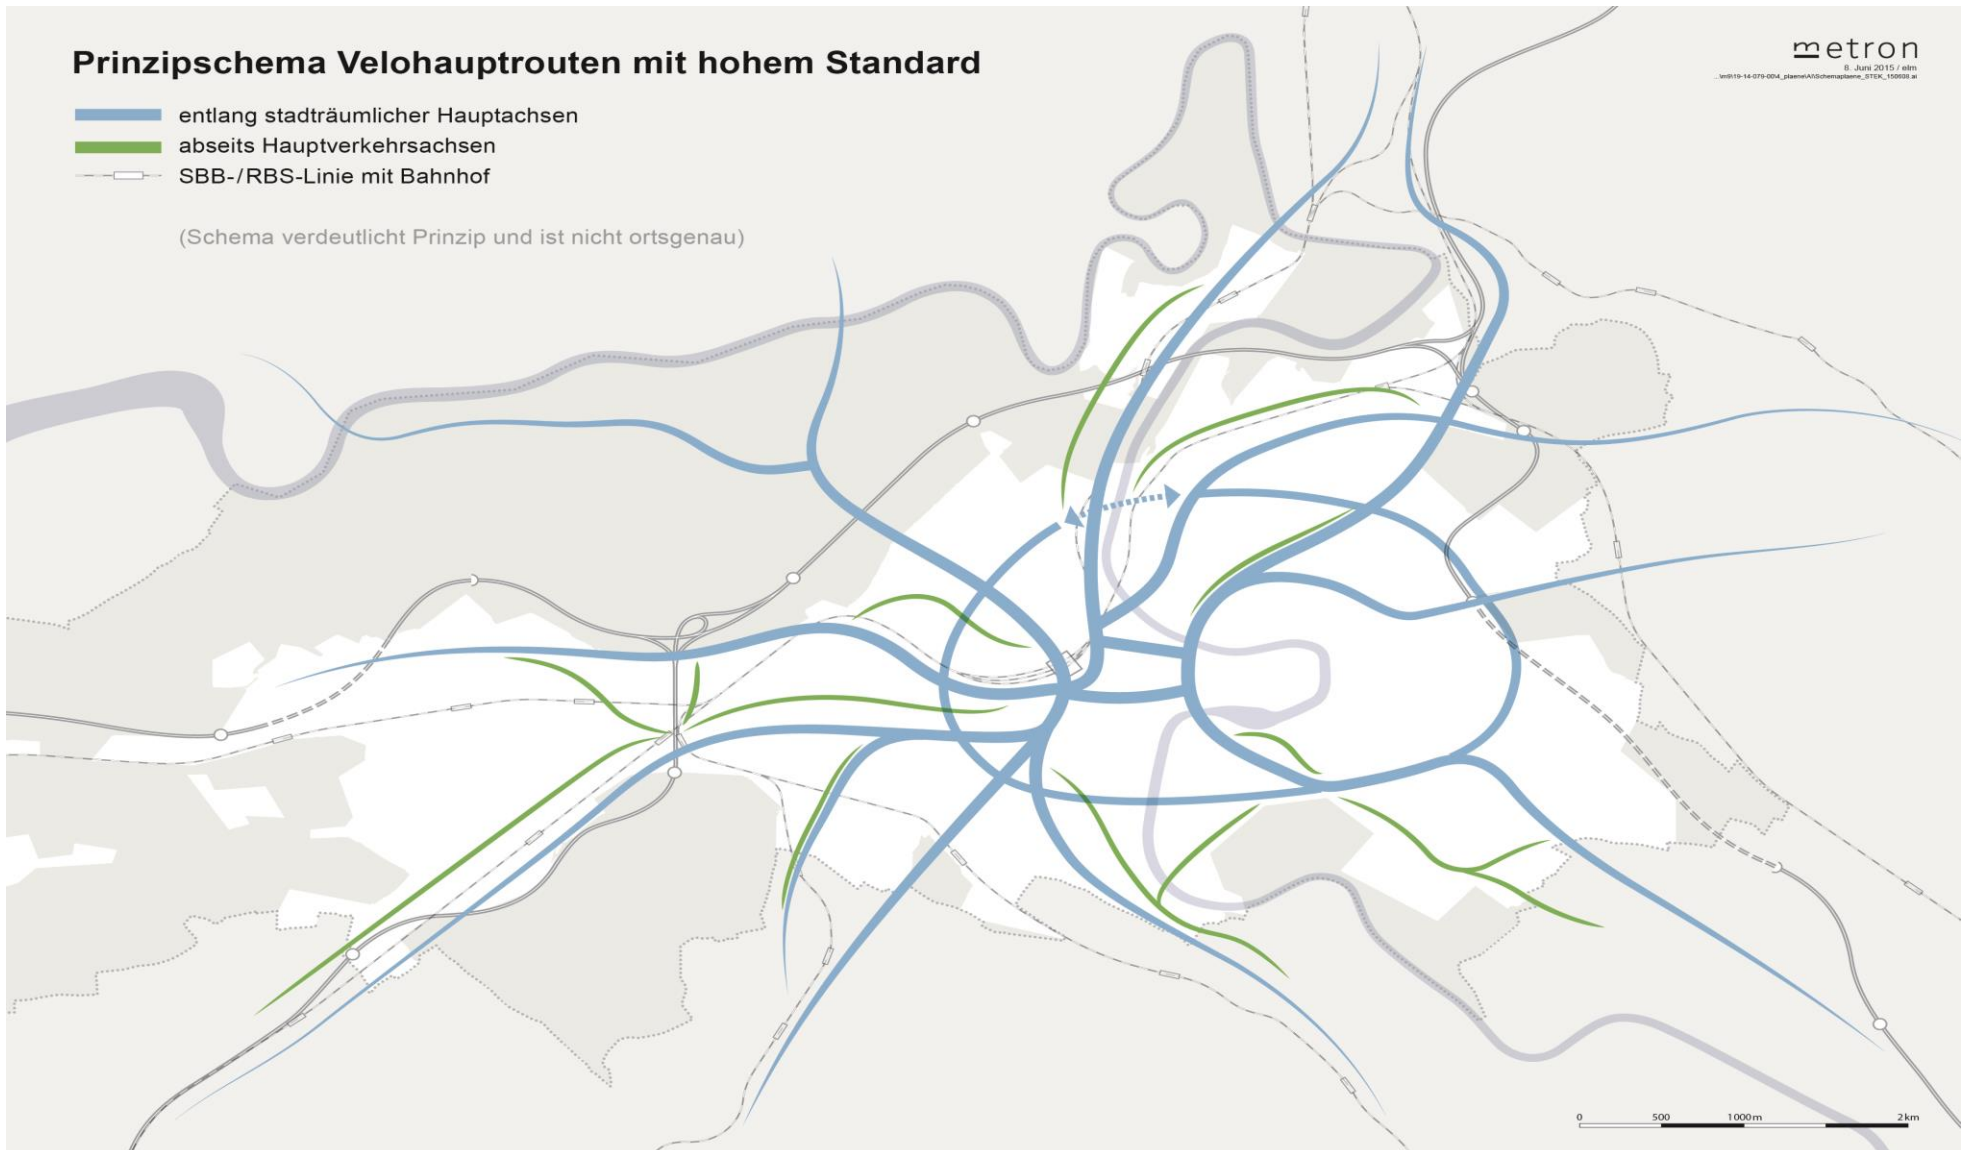 Prinzipschema Velohauptrouten mit hohem Standard
metron
8. Juni 2015 / elm
entlang stadträumlicher Hauptachsen
abseits Hauptverkehrsachsen
SBB-/RBS-Linie mit Bahnhof
(Schema verdeutlicht Prinzip und ist nicht ortsgenau)
0 500 1000m 2km